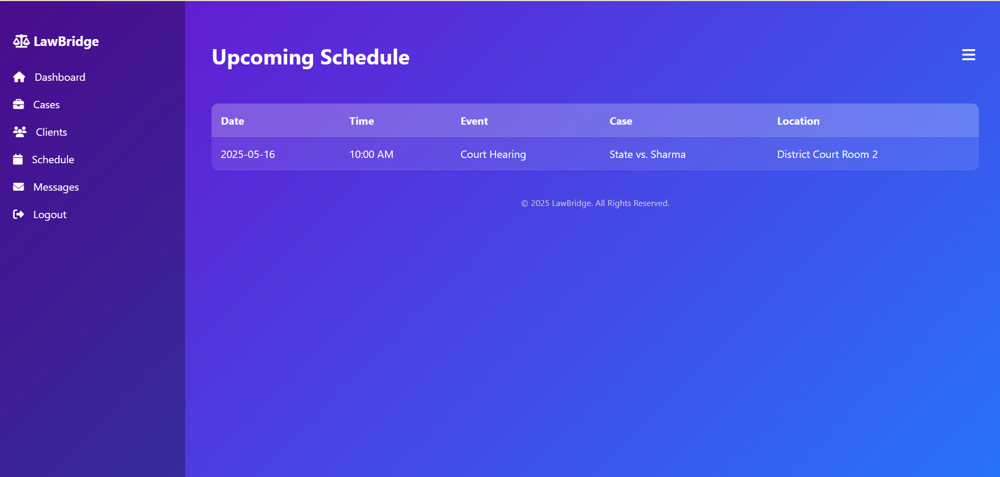 LawBridge
Dashboard
Cases
Clients
Schedule
Messages
Logout
Upcoming Schedule
Date Time Event Case Location
2025-05-16 10:00 AM Court Hearing State vs. Sharma District Court Room 2
© 2025 LawBridge. All Rights Reserved.